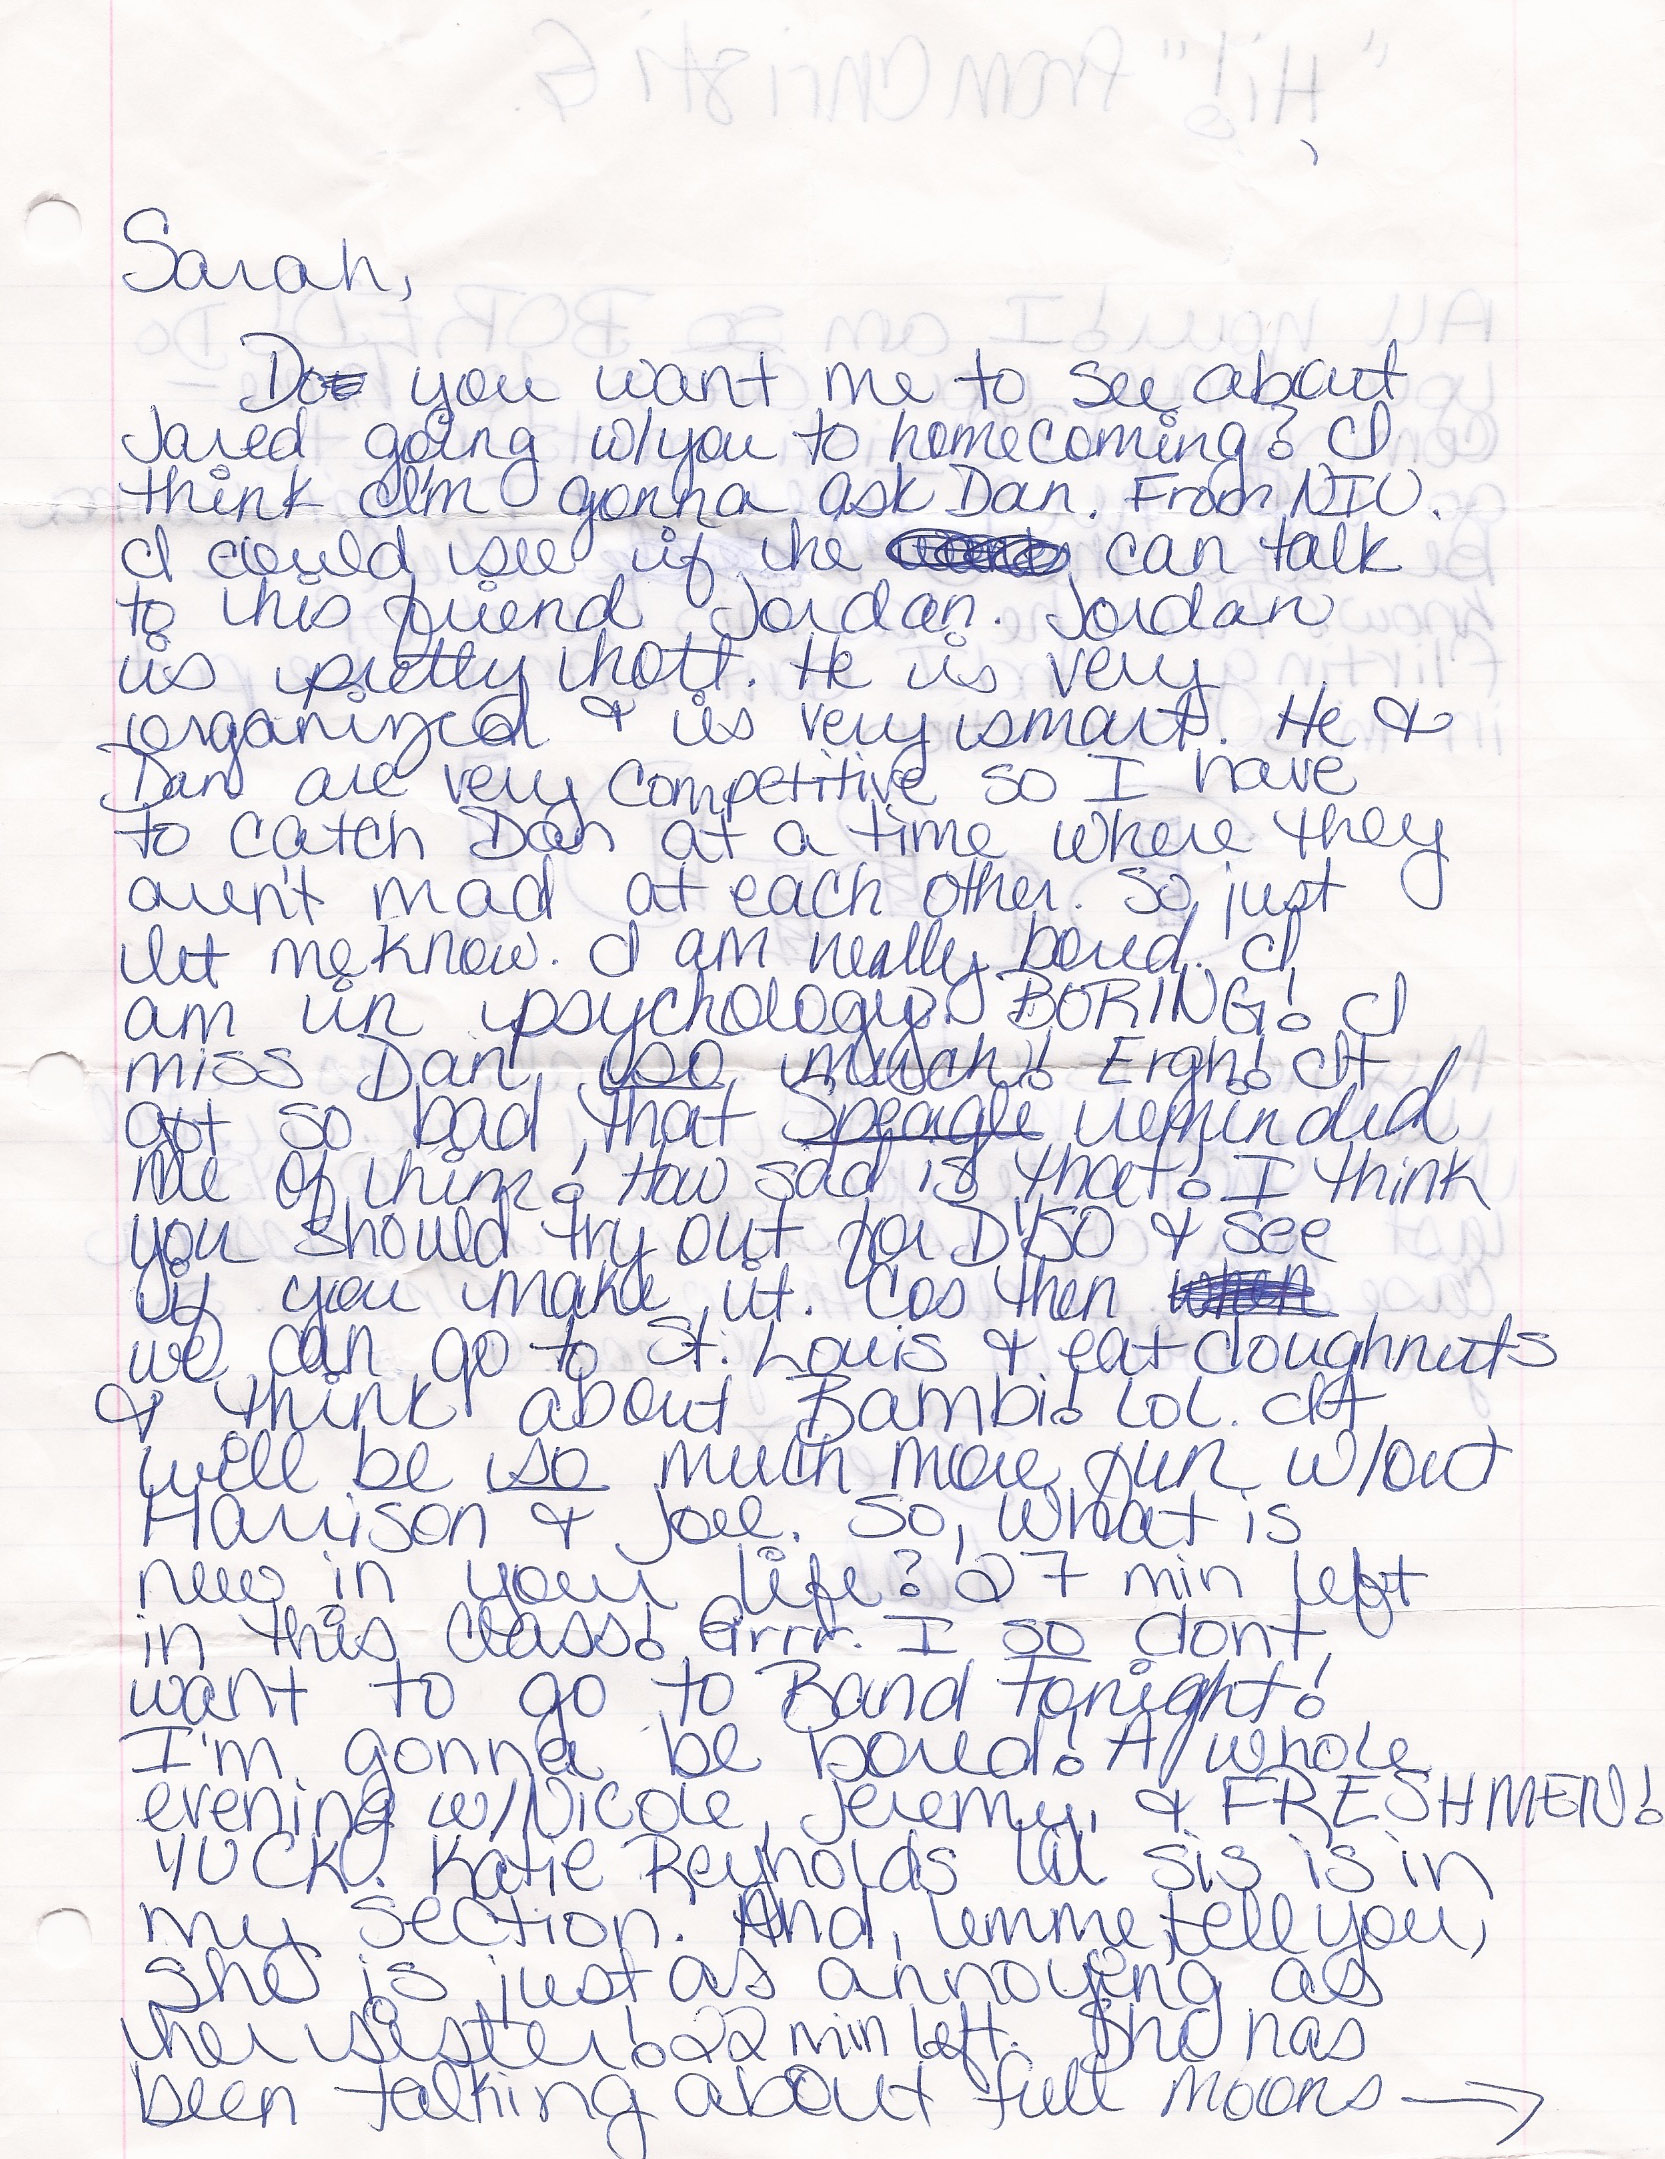 Sarah,
Do you want me to see about
Jared going w/you to homecoming? I
think I'm gonna ask Dan. From NIU.
I could see if he can talk
to his friend Jordan. Jordan
is pretty hott. He is very
organized & is very smart. He &
Dan are very competitive so I have
to catch Dan at a time where they
aren't mad at each other. So, just
let me know. I am really bored. I
am in psychology. BORING! I
miss Dan so much! Ergh! It
got so bad that Speagle reminded
me of him! How sad is that! I think
you should try out for DYSO & see
if you make it. Cos then
we can go to St. Louis & eat doughnuts
& think about Bambi! Lol. It
will be so much more fun w/out
Harrison & Joel. So, what is
new in your life? 27 min left
in this class! Grrr. I so dont
want to go to Band tonight!
I'm gonna be bored! A whole
evening w/Nicole, Jeremy, & FRESHMEN!
YUCK! Katie Reynolds lil sis is in
my section. And, lemme tell you,
she is just as annoying as
her sister! 22 min left. She has
been talking about full moons →